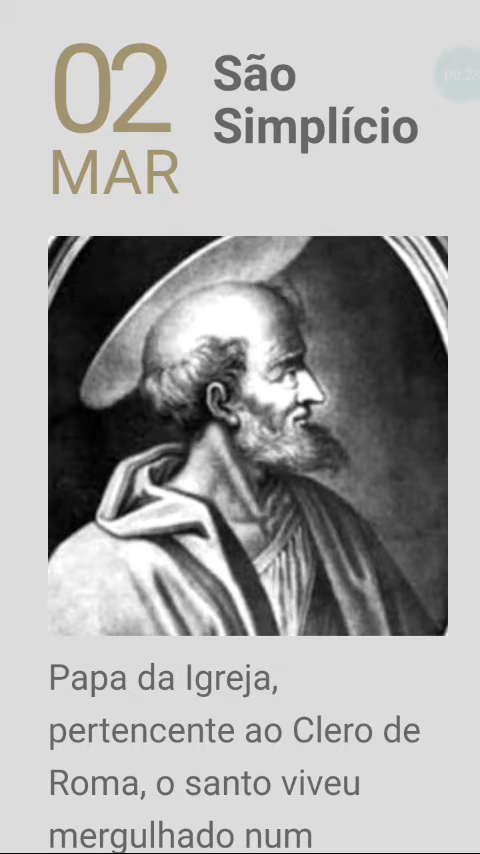 02
MAR
São
Simplício
Papa da Igreja,
pertencente ao Clero de
Roma, o santo viveu
mergulhado num